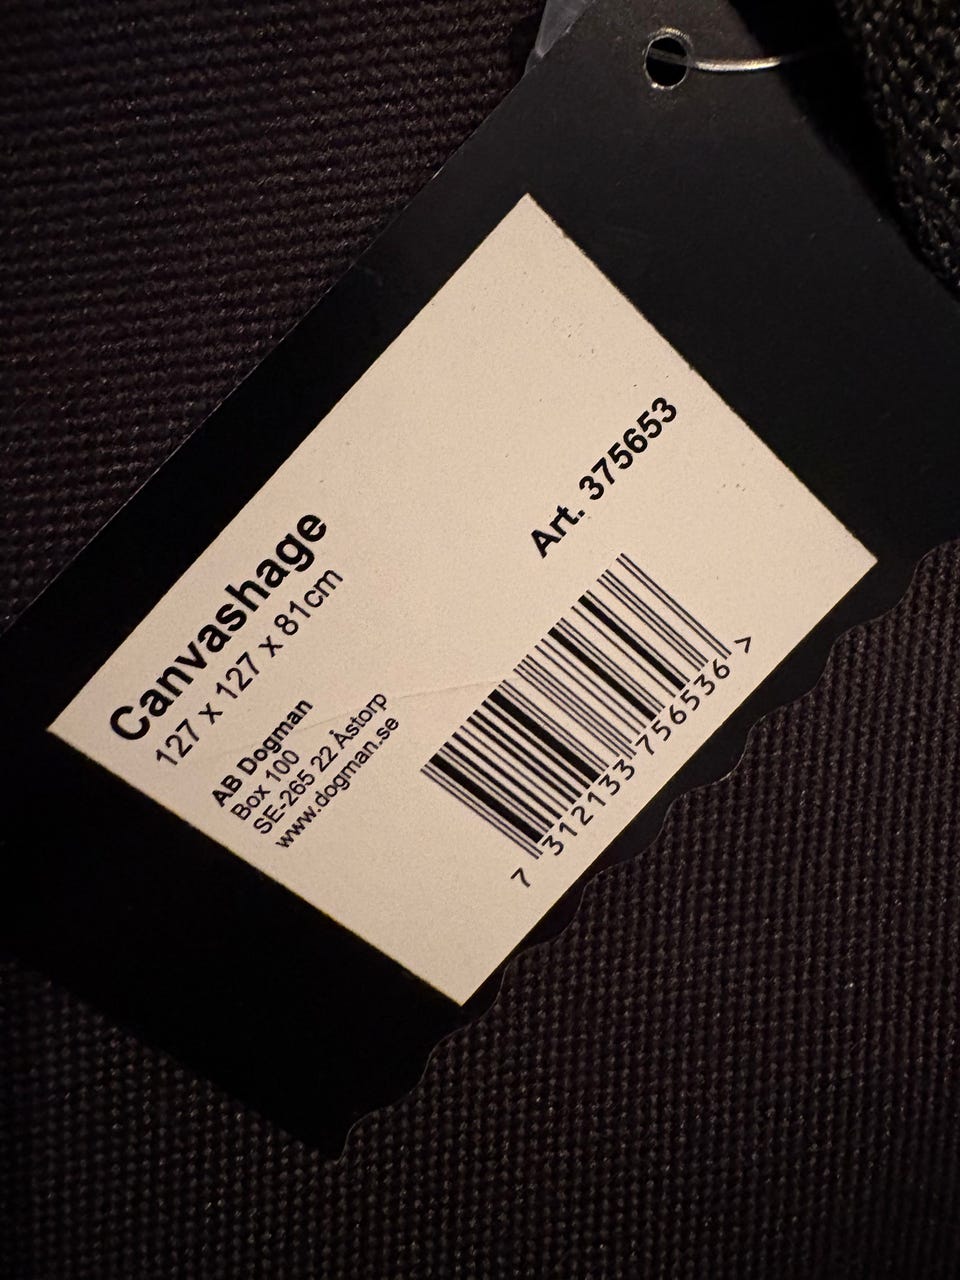 Canvashage
127 x 127 x 81cm
AB Dogman
Box 100
SE-265 22 Åstorp
www.dogman.se
Art. 375653
7 312133 756536 >